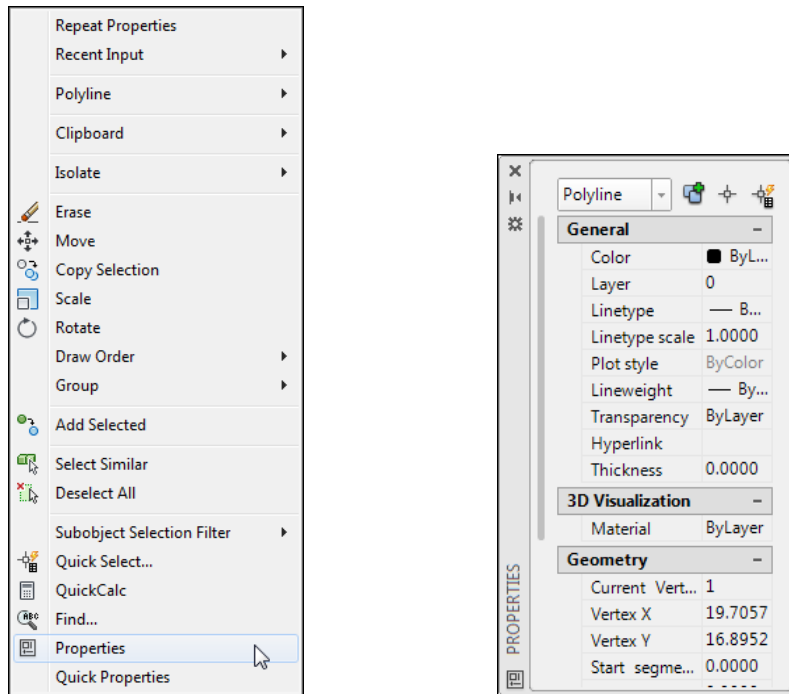 Repeat Properties
Recent Input
Polyline
Clipboard
Isolate
Erase
Move
Copy Selection
Scale
Rotate
Draw Order
Group
Add Selected
Select Similar
Deselect All
Subobject Selection Filter
Quick Select...
QuickCalc
ABC
Find...
Properties
Quick Properties
Polyline
General
Color ByL...
Layer 0
Linetype B...
Linetype scale 1.0000
Plot style ByColor
Lineweight By...
Transparency ByLayer
Hyperlink
Thickness 0.0000
3D Visualization
Material ByLayer
Geometry
Current Vert... 1
Vertex X 19.7057
Vertex Y 16.8952
Start segme... 0.0000
PROPERTIES